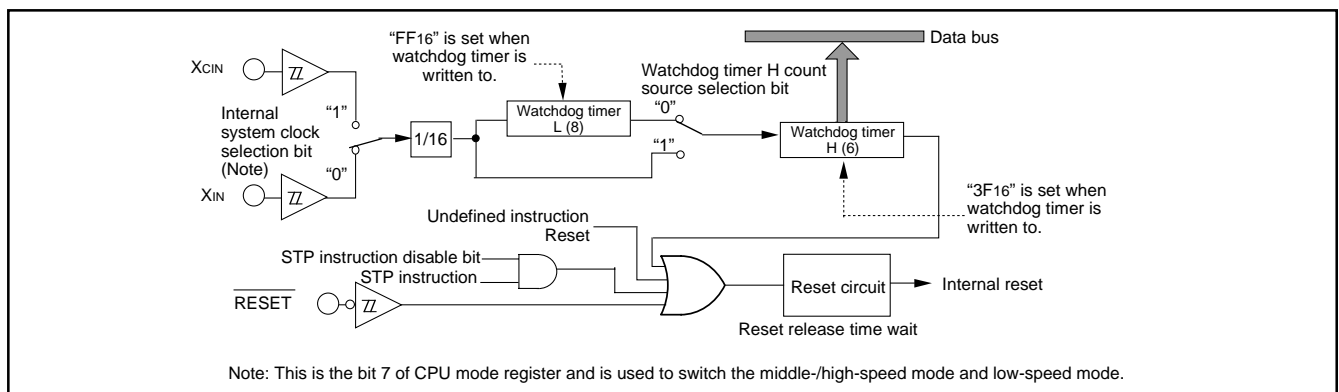 “FF16” is set when
watchdog timer is
written to.
Data bus
XCIN
Watchdog timer H count
source selection bit
“1”
Internal
system clock
selection bit
(Note)
“0”
XIN
1/16
Watchdog timer
L (8)
“0”
“1”
Watchdog timer
H (6)
“3F16” is set when
watchdog timer is
written to.
Undefined instruction
Reset
STP instruction disable bit
STP instruction
RESET
Reset circuit
Internal reset
Reset release time wait
Note: This is the bit 7 of CPU mode register and is used to switch the middle-/high-speed mode and low-speed mode.